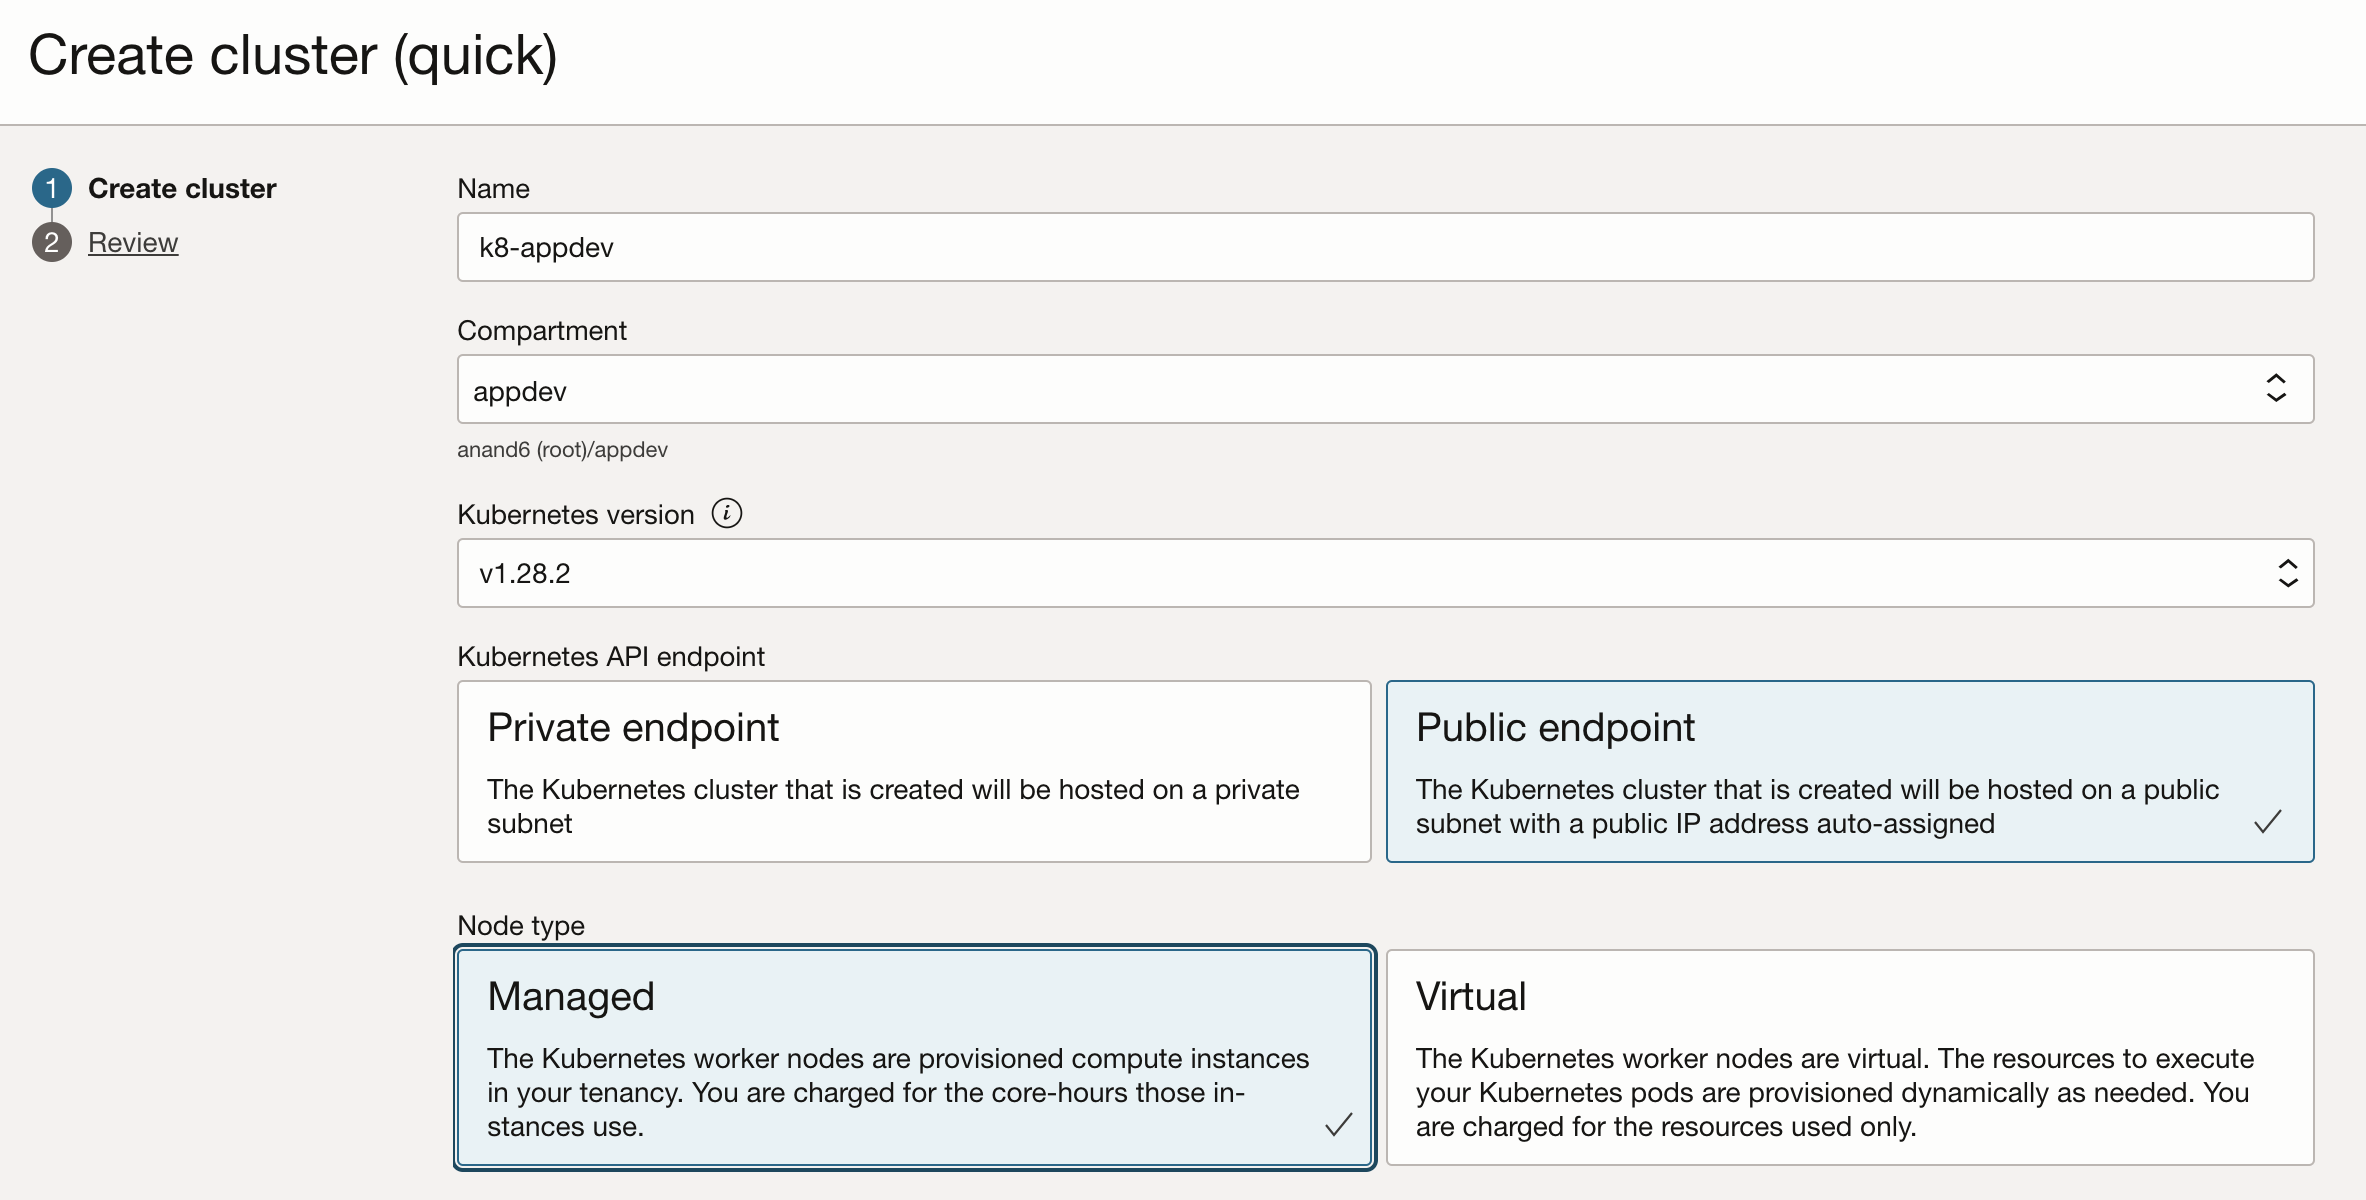 Create cluster (quick)
1 Create cluster
2 Review
Name
k8-appdev
Compartment
appdev
anand6 (root)/appdev
Kubernetes version i
v1.28.2
Kubernetes API endpoint
Private endpoint
The Kubernetes cluster that is created will be hosted on a private
subnet
Public endpoint
The Kubernetes cluster that is created will be hosted on a public
subnet with a public IP address auto-assigned
Node type
Managed
The Kubernetes worker nodes are provisioned compute instances
in your tenancy. You are charged for the core-hours those in-
stances use.
Virtual
The Kubernetes worker nodes are virtual. The resources to execute
your Kubernetes pods are provisioned dynamically as needed. You
are charged for the resources used only.